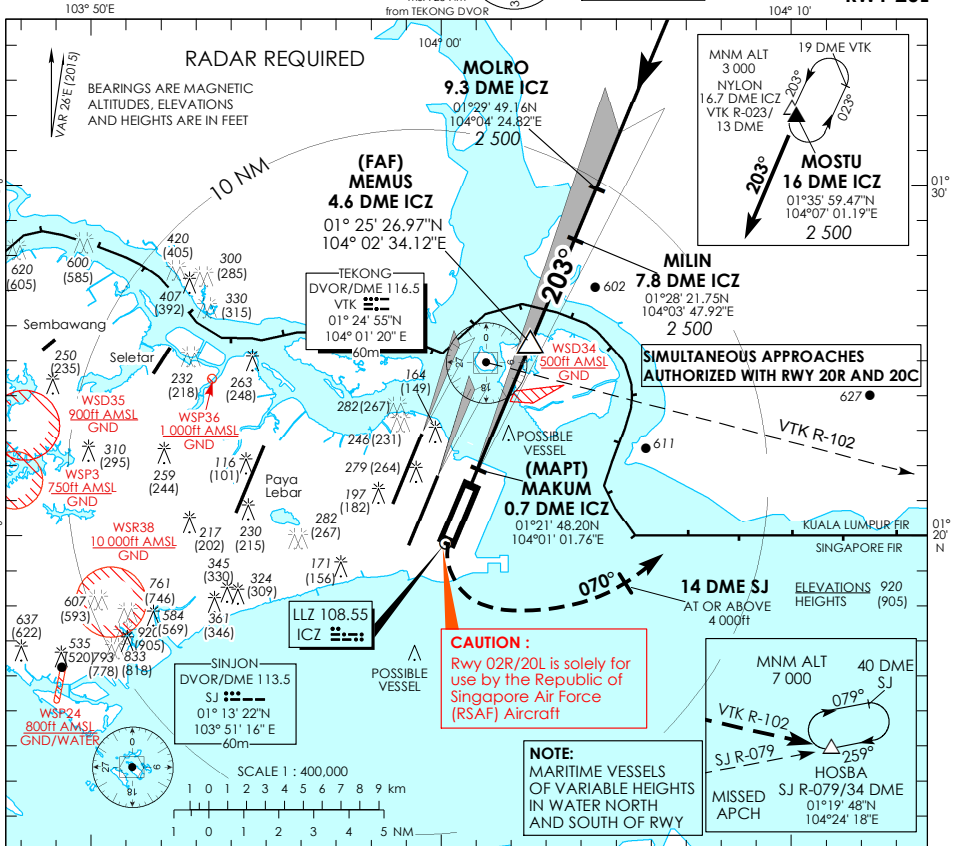 103° 50'E
from TEKONG DVOR
104° 00'
104° 10'
RADAR REQUIRED
VAR 26'E (2015)
BEARINGS ARE MAGNETIC
ALTITUDES, ELEVATIONS
AND HEIGHTS ARE IN FEET
MOLRO
9.3 DME ICZ
01°29' 49.16N
104°04' 24.82"E
2 500
MNM ALT
3 000
NYLON
16.7 DME ICZ
VTK R-023/
13 DME
19 DME VTK
203°
023°
203°
MOSTU
16 DME ICZ
01°35' 59.47N
104°07' 01.19"E
2 500
10 NM
(FAF)
MEMUS
4.6 DME ICZ
01° 25' 26.97"N
104° 02' 34.12"E
01°
30'
203°
MILIN
7.8 DME ICZ
01°28' 21.75N
104°03' 47.92"E
2 500
602
TEKONG
DVOR/DME 116.5
VTK
01° 24' 55"N
104° 01' 20" E
60m
620
(605)
600
(585)
420
(405)
300
(285)
407
(392)
330
(315)
Sembawang
Seletar
250
(235)
232
(218)
263
(248)
WSD35
900ft AMSL
GND
WSP36
1 000ft AMSL
GND
164
(149)
0
9
18
27
WSD34
500ft AMSL
GND
SIMULTANEOUS APPROACHES
AUTHORIZED WITH RWY 20R AND 20C
627
VTK R-102
611
282 (267)
246 (231)
279 (264)
POSSIBLE
VESSEL
310
(295)
259
(244)
116
(101)
WSP3
750ft AMSL
GND
Paya
Lebar
197
(182)
(MAPT)
MAKUM
0.7 DME ICZ
01°21' 48.20N
104°01' 01.76"E
WSR38
10 000ft AMSL
GND
217
(202)
230
(215)
282
(267)
KUALA LUMPUR FIR
SINGAPORE FIR
01°
20'
N
345
(330)
324
(309)
171
(156)
361
(346)
607
(593)
761
(746)
584
(569)
920
(905)
637
(622)
535
(520)
793
(778)
833
(818)
070°
14 DME SJ
AT OR ABOVE
4 000ft
ELEVATIONS 920
HEIGHTS (905)
LLZ 108.55
ICZ
POSSIBLE
VESSEL
CAUTION :
Rwy 02R/20L is solely for
use by the Republic of
Singapore Air Force
(RSAF) Aircraft
SINJON
DVOR/DME 113.5
SJ
01° 13' 22"N
103° 51' 16" E
60m
WSP24
800ft AMSL
GND/WATER
0
9
18
27
SCALE 1 : 400,000
1 0 1 2 3 4 5 6 7 8 9 km
1 0 1 2 3 4 5 NM
NOTE:
MARITIME VESSELS
OF VARIABLE HEIGHTS
IN WATER NORTH
AND SOUTH OF RWY
MNM ALT
7 000
40 DME
SJ
079°
VTK R-102
SJ R-079
259°
MISSED
APCH
HOSBA
SJ R-079/34 DME
01°19' 48"N
104°24' 18"E